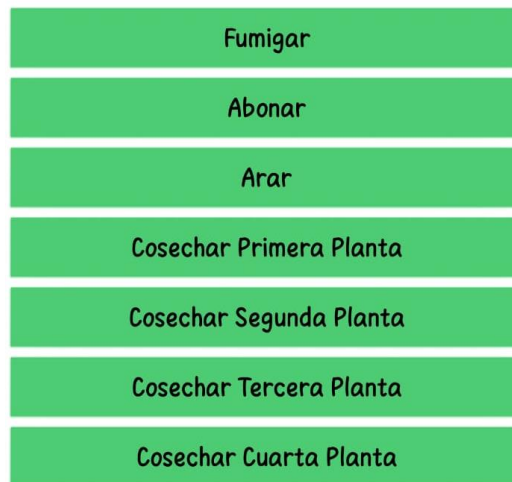 Fumigar
Abonar
Arar
Cosechar Primera Planta
Cosechar Segunda Planta
Cosechar Tercera Planta
Cosechar Cuarta Planta